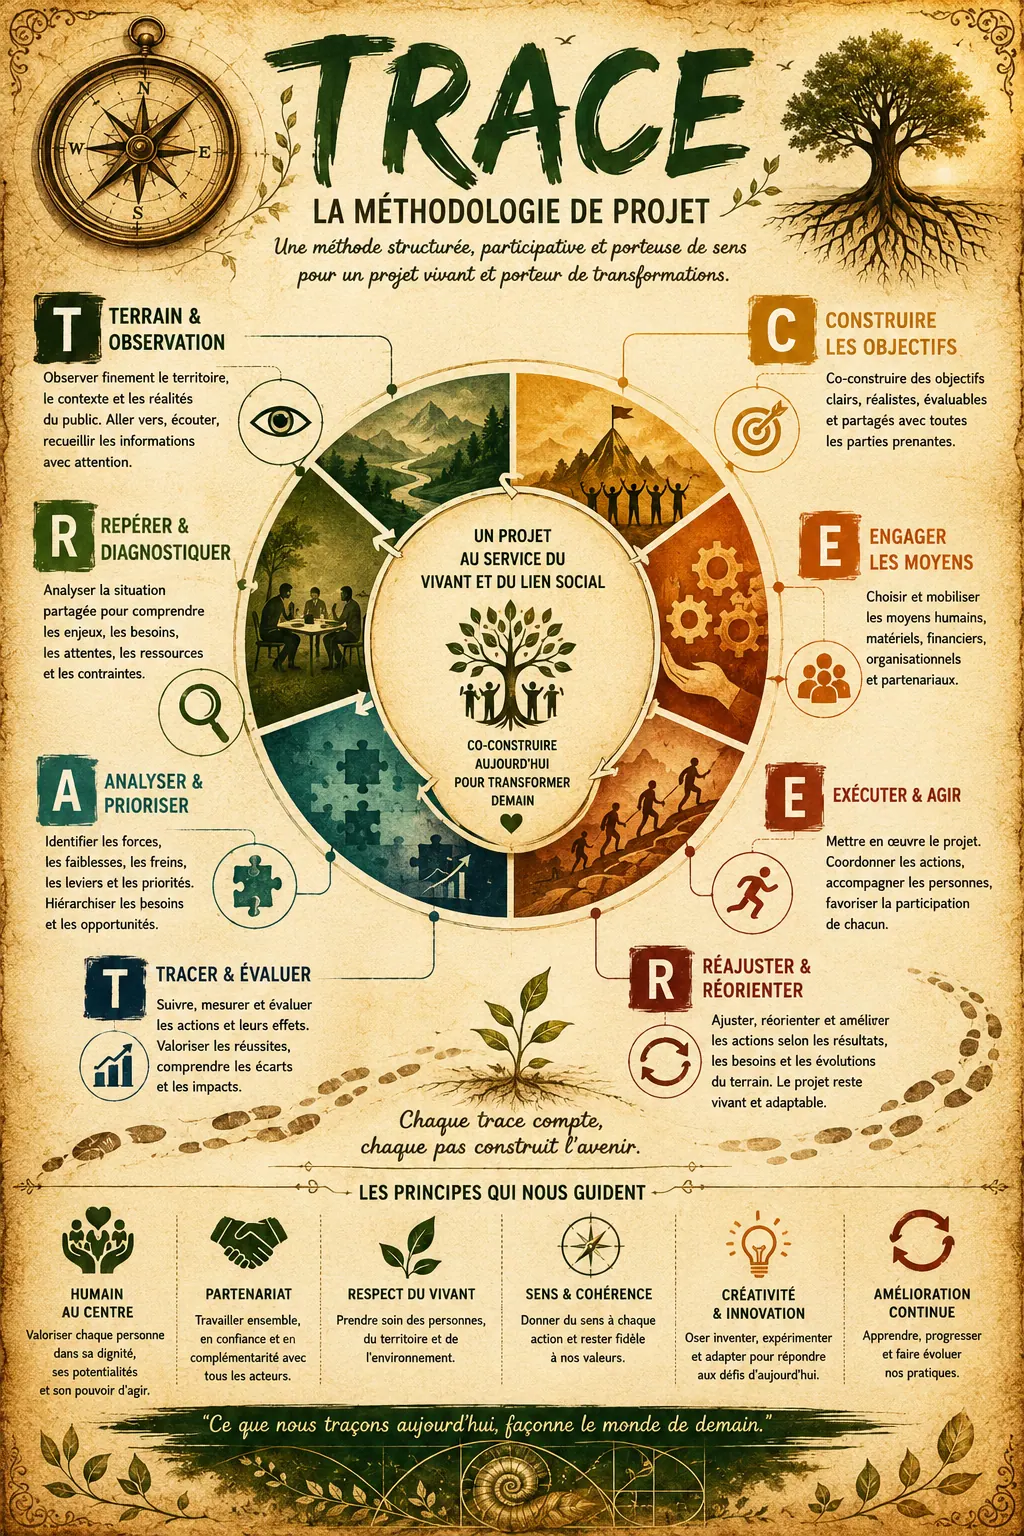 TRACE
LA MÉTHODOLOGIE DE PROJET
Une méthode structurée, participative et porteuse de sens
pour un projet vivant et porteur de transformations.
N
W
E
S
T
TERRAIN &
OBSERVATION
Observer finement le territoire,
le contexte et les réalités
du public. Aller vers, écouter,
recueillir les informations
avec attention.
R
REPÉRER &
DIAGNOSTIQUER
Analyser la situation
partagée pour comprendre
les enjeux, les besoins,
les attentes, les ressources
et les contraintes.
A
ANALYSER &
PRIORISER
Identifier les forces,
les faiblesses, les freins,
les leviers et les priorités.
Hiérarchiser les besoins
et les opportunités.
T
TRACER & ÉVALUER
Suivre, mesurer et évaluer
les actions et leurs effets.
Valoriser les réussites,
comprendre les écarts
et les impacts.
UN PROJET
AU SERVICE DU
VIVANT ET DU LIEN SOCIAL
CO-CONSTRUIRE
AUJOURD'HUI
POUR TRANSFORMER
DEMAIN
C
CONSTRUIRE
LES OBJECTIFS
Co-construire des objectifs
clairs, réalistes, évaluables
et partagés avec toutes
les parties prenantes.
E
ENGAGER
LES MOYENS
Choisir et mobiliser
les moyens humains,
matériels, financiers,
organisationnels
et partenariaux.
E
EXÉCUTER & AGIR
Mettre en œuvre le projet.
Coordonner les actions,
accompagner les personnes,
favoriser la participation
de chacun.
R
RÉAJUSTER &
RÉORIENTER
Ajuster, réorienter et améliorer
les actions selon les résultats,
les besoins et les évolutions
du terrain. Le projet reste
vivant et adaptable.
Chaque trace compte,
chaque pas construit l'avenir.
LES PRINCIPES QUI NOUS GUIDENT
HUMAIN
AU CENTRE
Valoriser chaque personne
dans sa dignité,
ses potentialités
et son pouvoir d'agir.
PARTENARIAT
Travailler ensemble,
en confiance et en
complémentarité avec
tous les acteurs.
RESPECT DU VIVANT
Prendre soin des personnes,
du territoire et de
l'environnement.
SENS & COHÉRENCE
Donner du sens à chaque
action et rester fidèle
à nos valeurs.
CRÉATIVITÉ
& INNOVATION
Oser inventer, expérimenter
et adapter pour répondre
aux défis d'aujourd'hui.
AMÉLIORATION
CONTINUE
Apprendre, progresser
et faire évoluer
nos pratiques.
"Ce que nous traçons aujourd'hui, façonne le monde de demain."